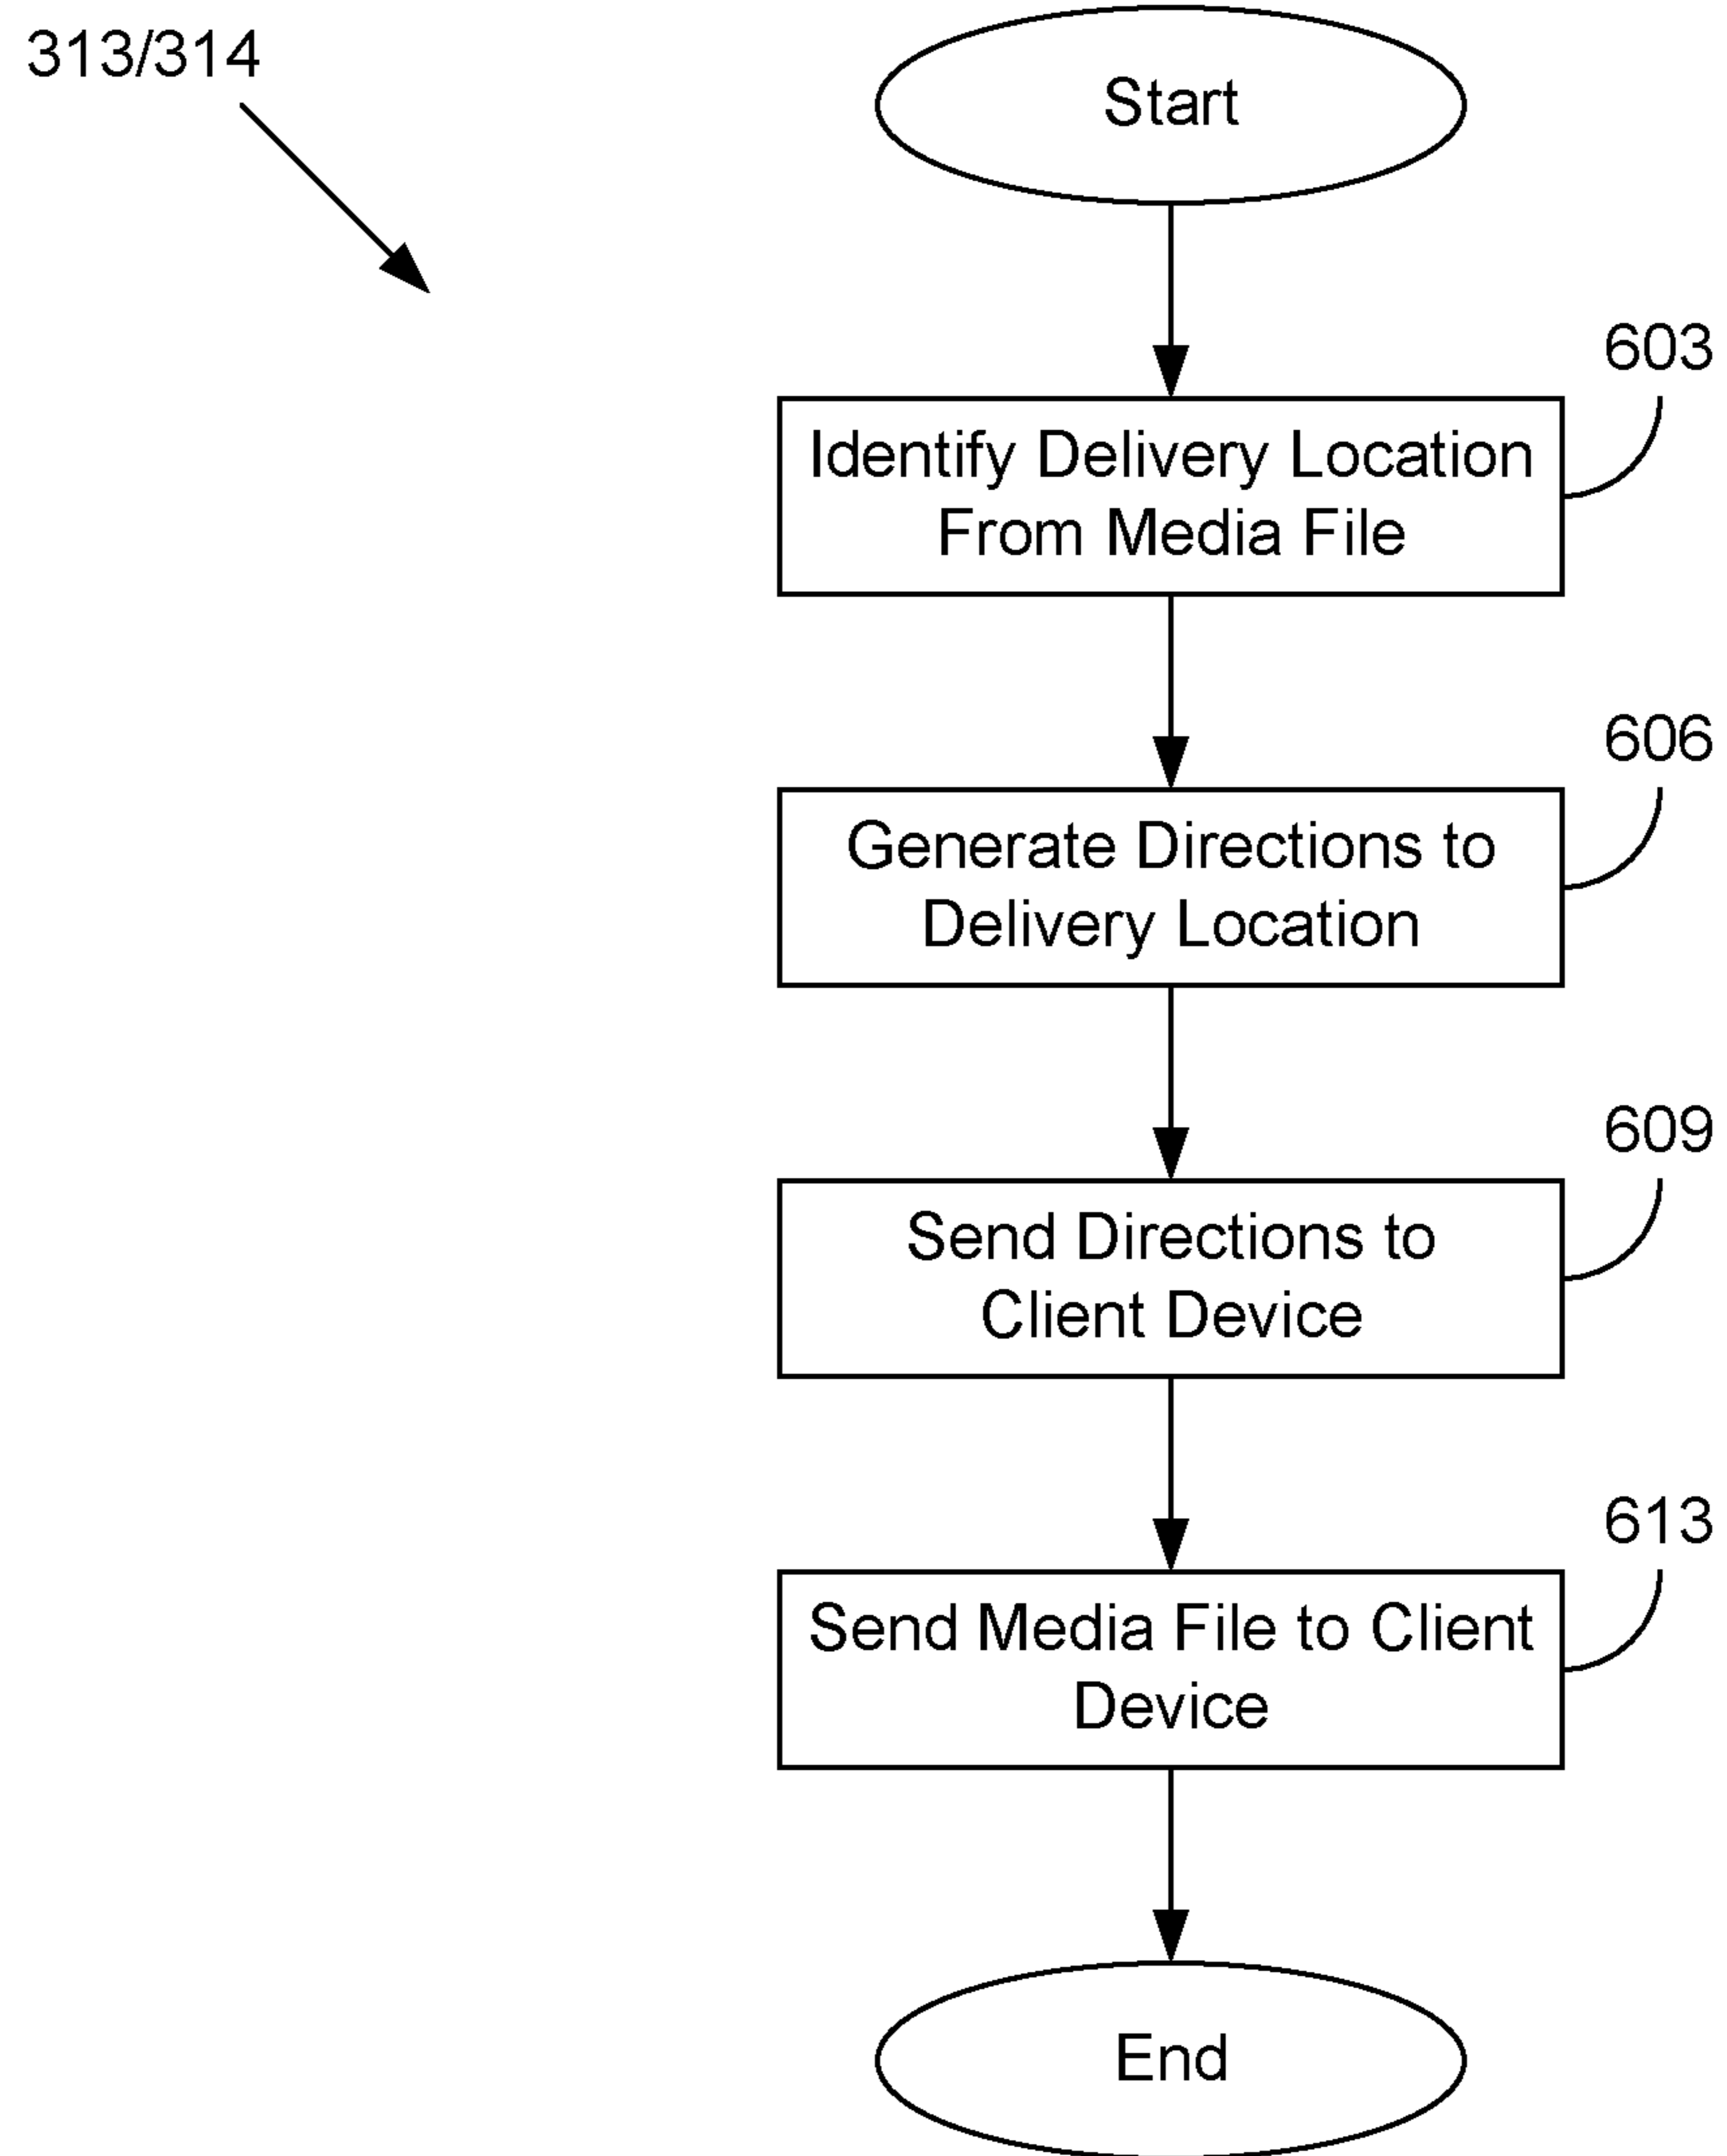 313/314
Start
603
Identify Delivery Location
From Media File
606
Generate Directions to
Delivery Location
609
Send Directions to
Client Device
613
Send Media File to Client
Device
End